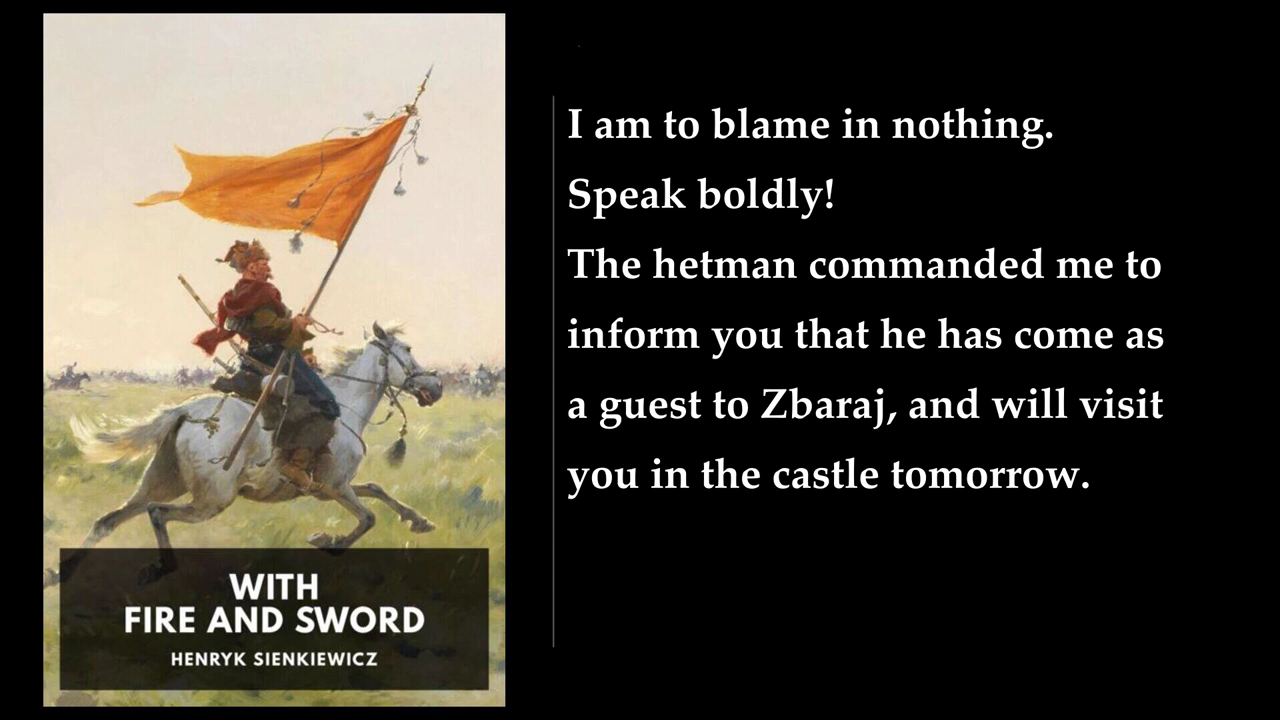 I am to blame in nothing.
Speak boldly!
The hetman commanded me to
inform you that he has come as
a guest to Zbaraj, and will visit
you in the castle tomorrow.
WITH
FIRE AND SWORD
HENRYK SIENKIEWICZ